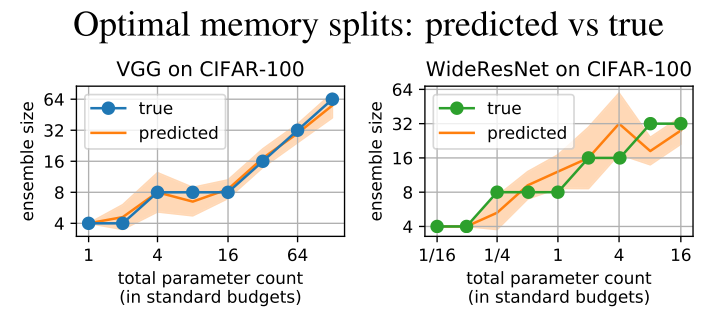 Optimal memory splits: predicted vs true
VGG on CIFAR-100
ensemble size
64
32
16
8
4
true
predicted
1
4
16
64
total parameter count
(in standard budgets)
WideResNet on CIFAR-100
ensemble size
64
32
16
8
4
true
predicted
1/16
1/4
1
4
16
total parameter count
(in standard budgets)